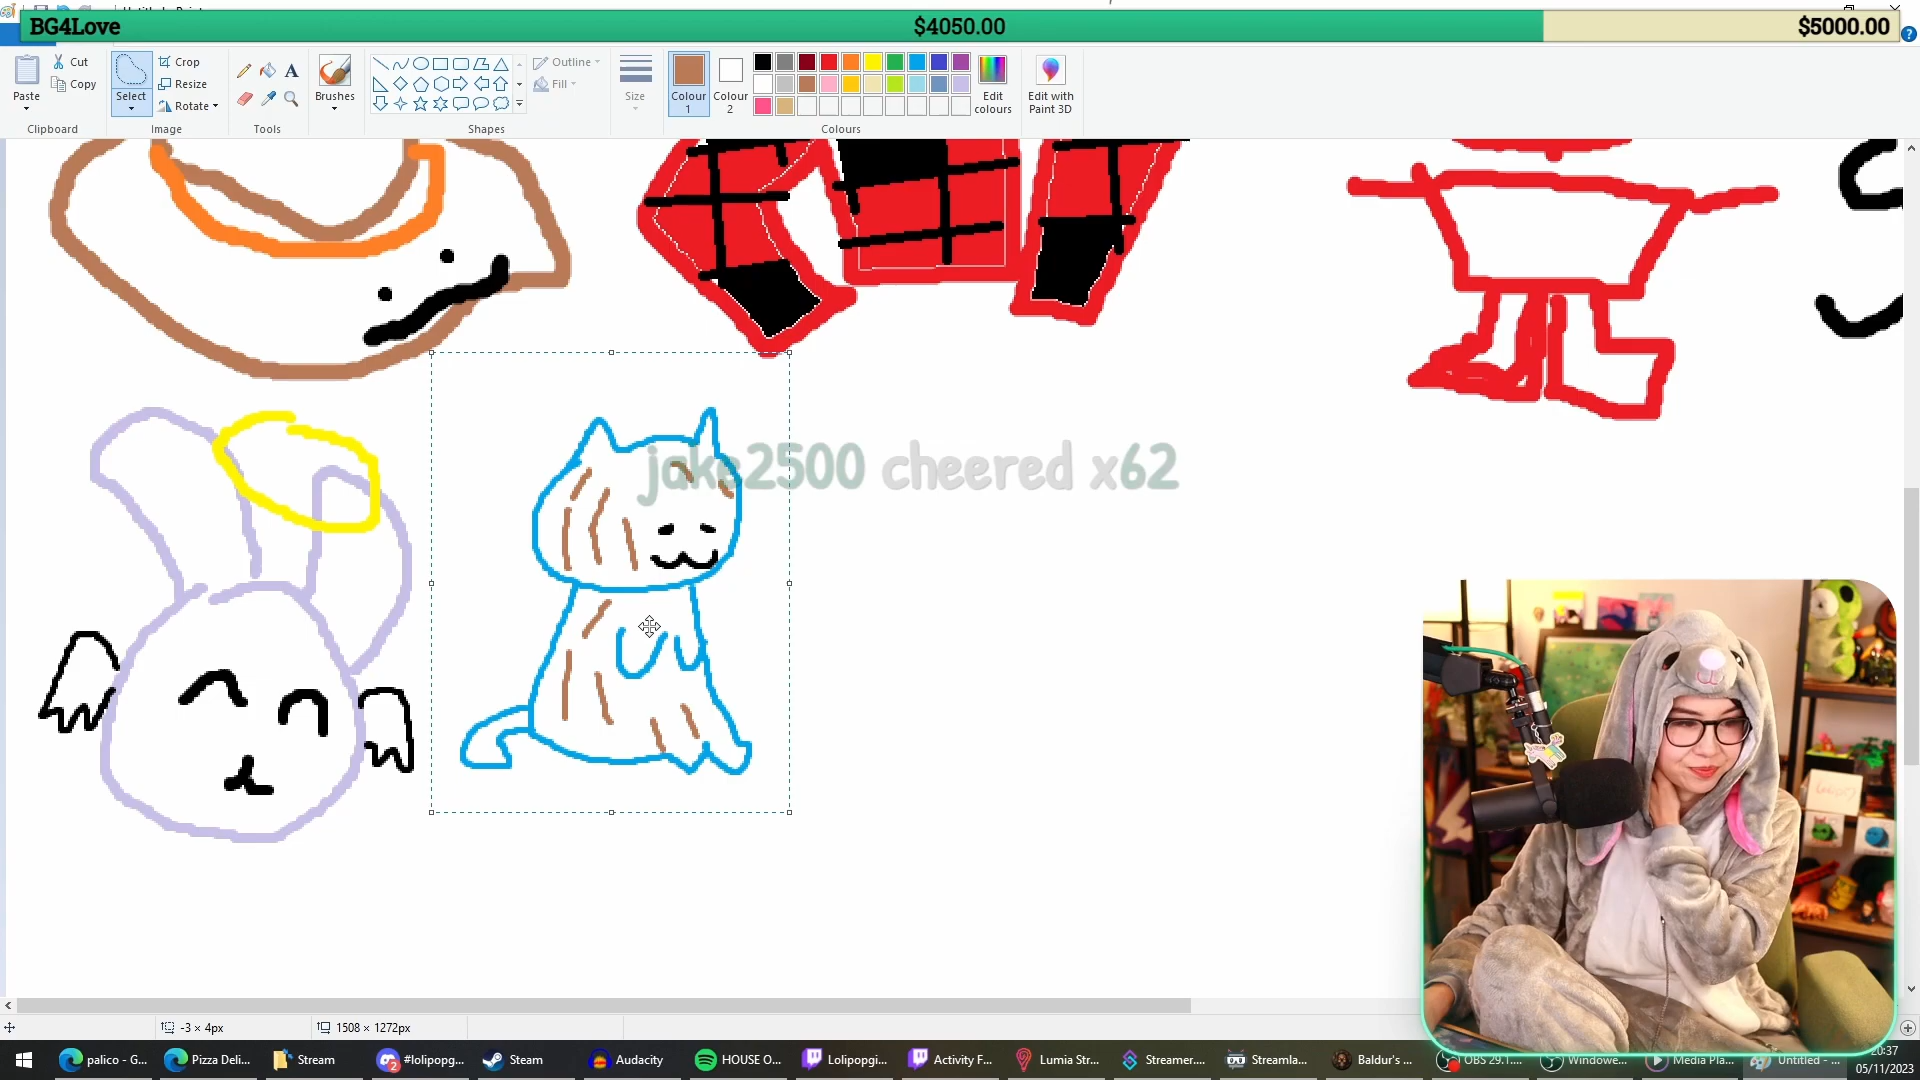 BG4Love
$4050.00
$5000.00
Paste
Cut
Copy
Clipboard
Select
Crop
Resize
Rotate
Image
A
Tools
Brushes
Outline
Fill
Shapes
Size
Colour 1
Colour 2
Colours
Edit colours
Edit with Paint 3D
jake2500 cheered x62
-3 × 4px
1508 × 1272px
palico - G...
Pizza Deli...
Stream
2
#lolipopg...
Steam
Audacity
HOUSE O...
Lolipopgi...
Activity F...
Lumia Str...
Streamer....
Streamla...
Baldur's ...
OBS 29.1....
Windowe...
Media Pla...
Untitled - ...
20:37
05/11/2023